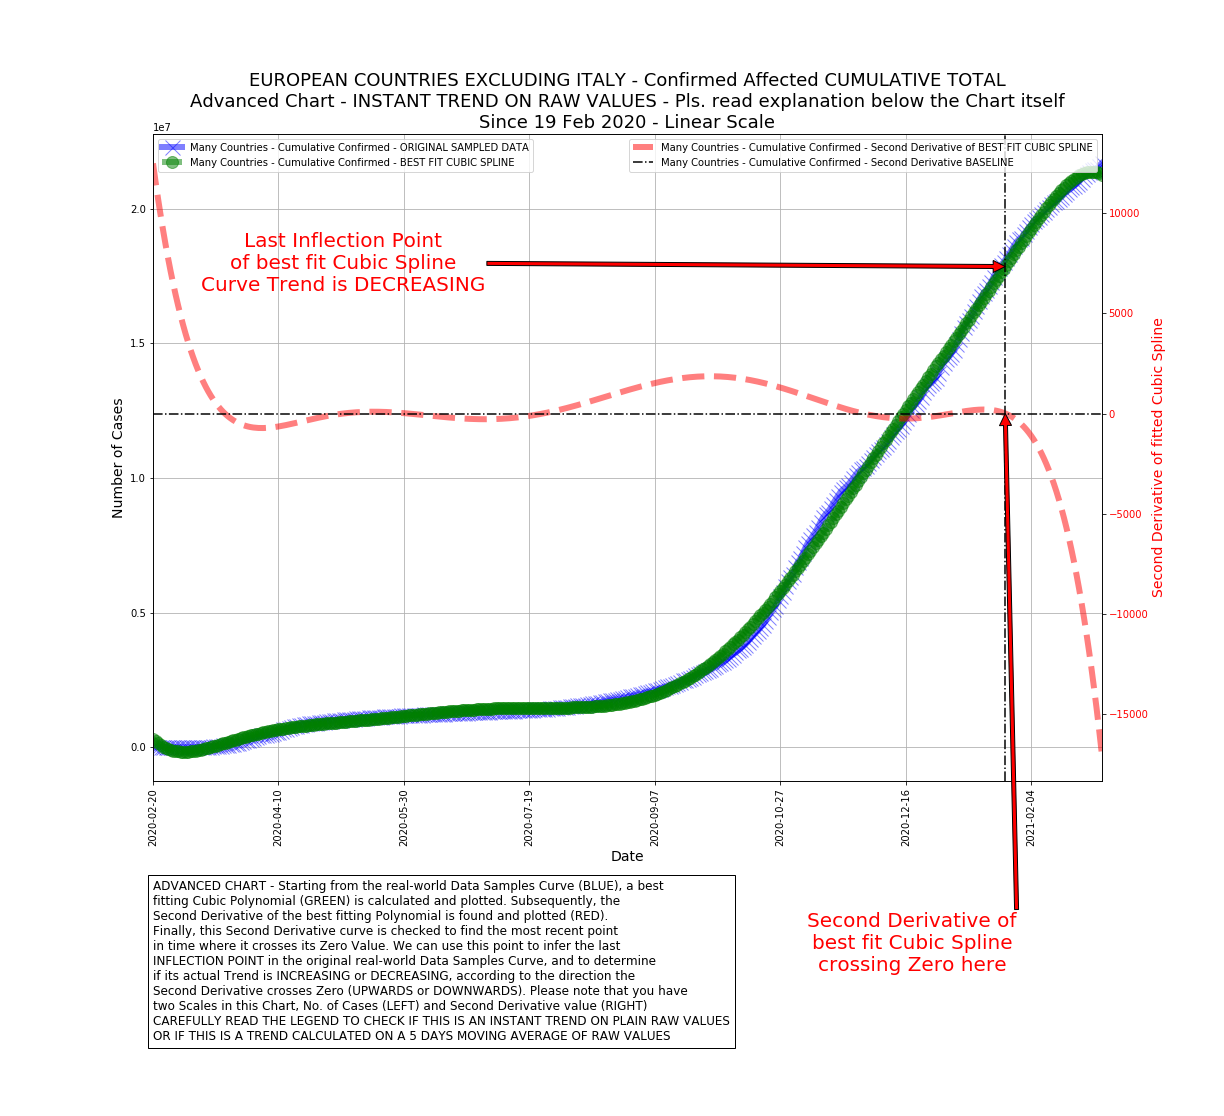 EUROPEAN COUNTRIES EXCLUDING ITALY - Confirmed Affected CUMULATIVE TOTAL
Advanced Chart - INSTANT TREND ON RAW VALUES - Pls. read explanation below the Chart itself
Since 19 Feb 2020 - Linear Scale
1e7
Many Countries - Cumulative Confirmed - ORIGINAL SAMPLED DATA
Many Countries - Cumulative Confirmed - BEST FIT CUBIC SPLINE
Many Countries - Cumulative Confirmed - Second Derivative of BEST FIT CUBIC SPLINE
Many Countries - Cumulative Confirmed - Second Derivative BASELINE
Last Inflection Point
of best fit Cubic Spline
Curve Trend is DECREASING
Number of Cases
2.0
1.5
1.0
0.5
0.0
10000
5000
0
−5000
−10000
−15000
Second Derivative of fitted Cubic Spline
2020-02-20
2020-04-10
2020-05-30
2020-07-19
2020-09-07
2020-10-27
2020-12-16
2021-02-04
Date
ADVANCED CHART - Starting from the real-world Data Samples Curve (BLUE), a best
fitting Cubic Polynomial (GREEN) is calculated and plotted. Subsequently, the
Second Derivative of the best fitting Polynomial is found and plotted (RED).
Finally, this Second Derivative curve is checked to find the most recent point
in time where it crosses its Zero Value. We can use this point to infer the last
INFLECTION POINT in the original real-world Data Samples Curve, and to determine
if its actual Trend is INCREASING or DECREASING, according to the direction the
Second Derivative crosses Zero (UPWARDS or DOWNWARDS). Please note that you have
two Scales in this Chart, No. of Cases (LEFT) and Second Derivative value (RIGHT)
CAREFULLY READ THE LEGEND TO CHECK IF THIS IS AN INSTANT TREND ON PLAIN RAW VALUES
OR IF THIS IS A TREND CALCULATED ON A 5 DAYS MOVING AVERAGE OF RAW VALUES
Second Derivative of
best fit Cubic Spline
crossing Zero here